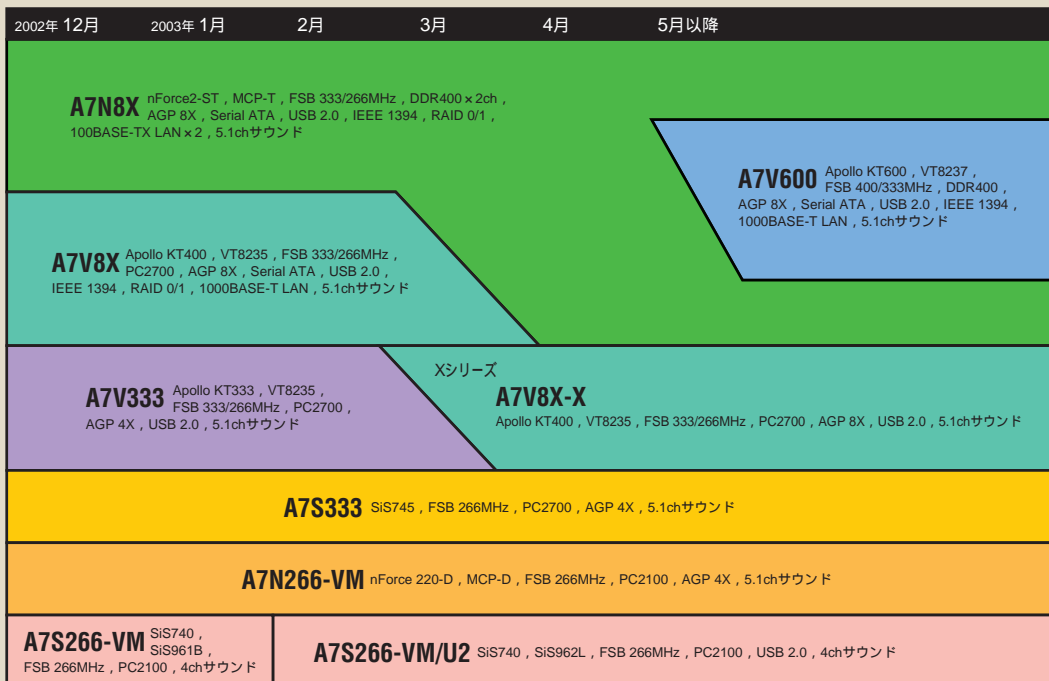 2002年 12月 2003年 1月 2月 3月 4月 5月以降
A7N8X nForce2-ST , MCP-T , FSB 333/266MHz , DDR400×2ch ,
AGP 8X , Serial ATA , USB 2.0 , IEEE 1394 , RAID 0/1 ,
100BASE-TX LAN×2 , 5.1chサウンド
A7V600 Apollo KT600 , VT8237 ,
FSB 400/333MHz , DDR400 ,
AGP 8X , Serial ATA , USB 2.0 , IEEE 1394 ,
1000BASE-T LAN , 5.1chサウンド
A7V8X Apollo KT400 , VT8235 , FSB 333/266MHz ,
PC2700 , AGP 8X , Serial ATA , USB 2.0 ,
IEEE 1394 , RAID 0/1 , 1000BASE-T LAN , 5.1chサウンド
A7V333 Apollo KT333 , VT8235 ,
FSB 333/266MHz , PC2700 ,
AGP 4X , USB 2.0 , 5.1chサウンド
Xシリーズ
A7V8X-X
Apollo KT400 , VT8235 , FSB 333/266MHz , PC2700 , AGP 8X , USB 2.0 , 5.1chサウンド
A7S333 SiS745 , FSB 266MHz , PC2700 , AGP 4X , 5.1chサウンド
A7N266-VM nForce 220-D , MCP-D , FSB 266MHz , PC2100 , AGP 4X , 5.1chサウンド
A7S266-VM SiS740 ,
SiS961B ,
FSB 266MHz , PC2100 , 4chサウンド
A7S266-VM/U2 SiS740 , SiS962L , FSB 266MHz , PC2100 , USB 2.0 , 4chサウンド